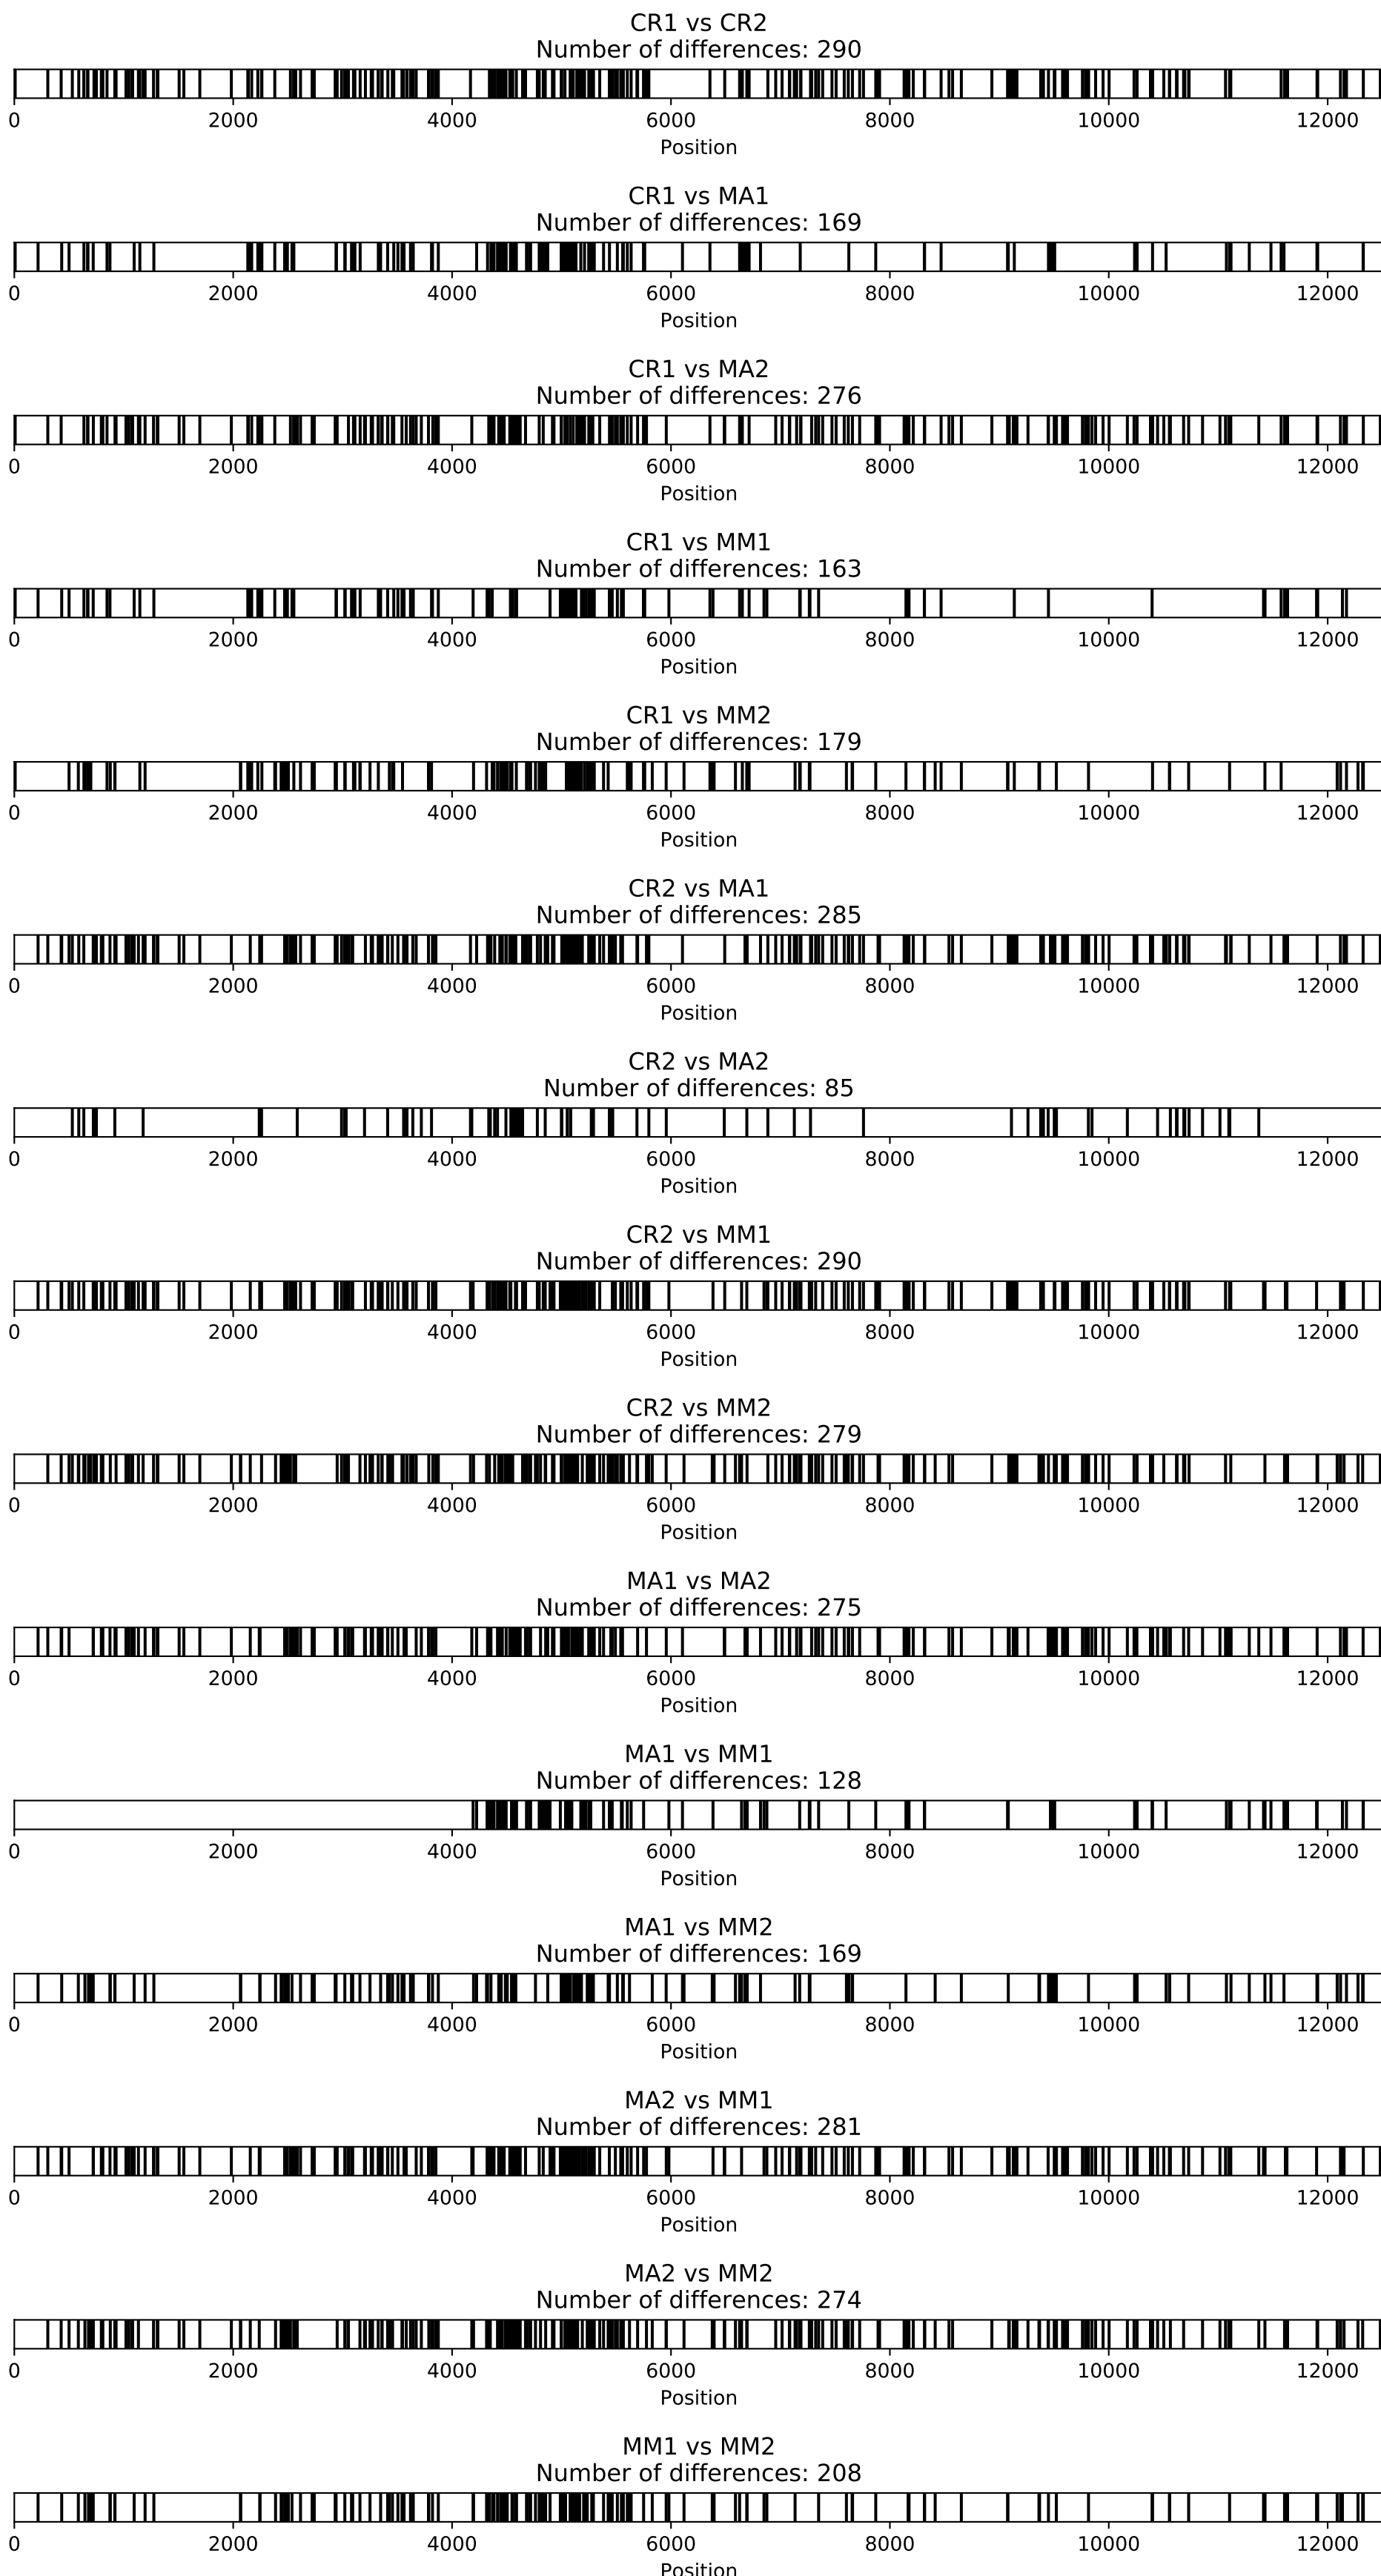 CR1 vs CR2
Number of differences: 290
0 2000 4000 6000 8000 10000 12000
Position
CR1 vs MA1
Number of differences: 169
0 2000 4000 6000 8000 10000 12000
Position
CR1 vs MA2
Number of differences: 276
0 2000 4000 6000 8000 10000 12000
Position
CR1 vs MM1
Number of differences: 163
0 2000 4000 6000 8000 10000 12000
Position
CR1 vs MM2
Number of differences: 179
0 2000 4000 6000 8000 10000 12000
Position
CR2 vs MA1
Number of differences: 285
0 2000 4000 6000 8000 10000 12000
Position
CR2 vs MA2
Number of differences: 85
0 2000 4000 6000 8000 10000 12000
Position
CR2 vs MM1
Number of differences: 290
0 2000 4000 6000 8000 10000 12000
Position
CR2 vs MM2
Number of differences: 279
0 2000 4000 6000 8000 10000 12000
Position
MA1 vs MA2
Number of differences: 275
0 2000 4000 6000 8000 10000 12000
Position
MA1 vs MM1
Number of differences: 128
0 2000 4000 6000 8000 10000 12000
Position
MA1 vs MM2
Number of differences: 169
0 2000 4000 6000 8000 10000 12000
Position
MA2 vs MM1
Number of differences: 281
0 2000 4000 6000 8000 10000 12000
Position
MA2 vs MM2
Number of differences: 274
0 2000 4000 6000 8000 10000 12000
Position
MM1 vs MM2
Number of differences: 208
0 2000 4000 6000 8000 10000 12000
Position